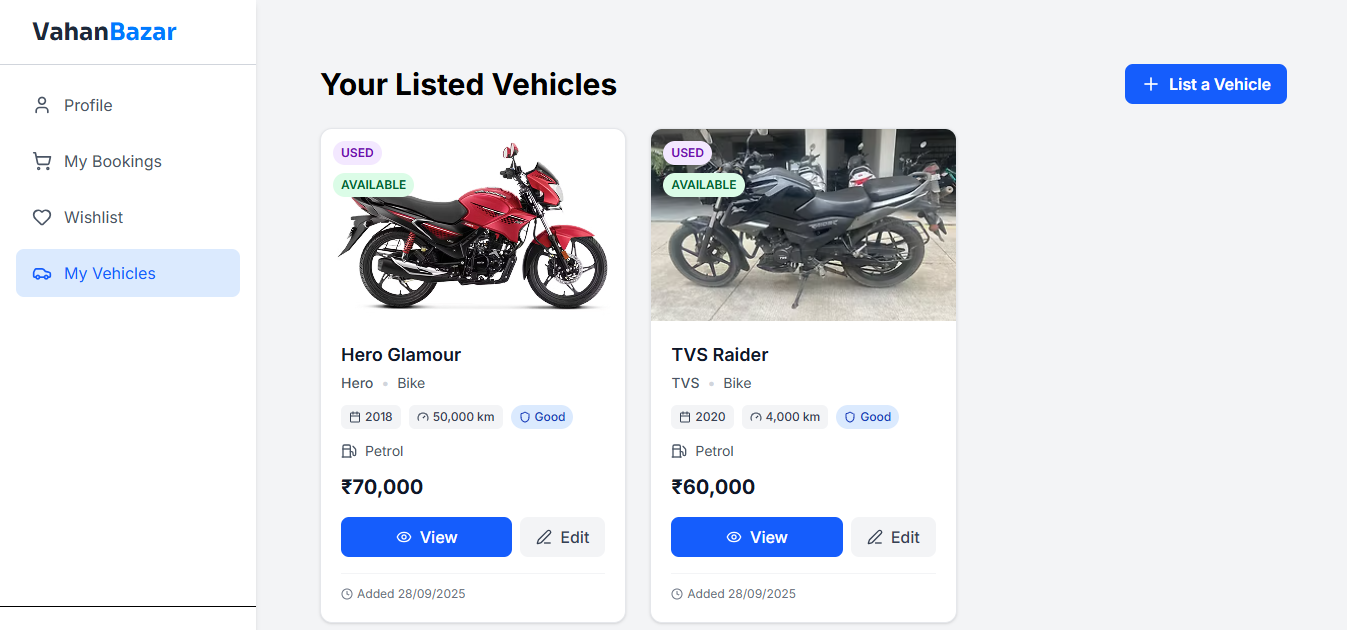 VahanBazar
Profile
My Bookings
Wishlist
My Vehicles
Your Listed Vehicles
+ List a Vehicle
USED
AVAILABLE
Hero Glamour
Hero • Bike
2018 50,000 km Good
Petrol
₹70,000
View Edit
Added 28/09/2025
USED
AVAILABLE
TVS Raider
TVS • Bike
2020 4,000 km Good
Petrol
₹60,000
View Edit
Added 28/09/2025